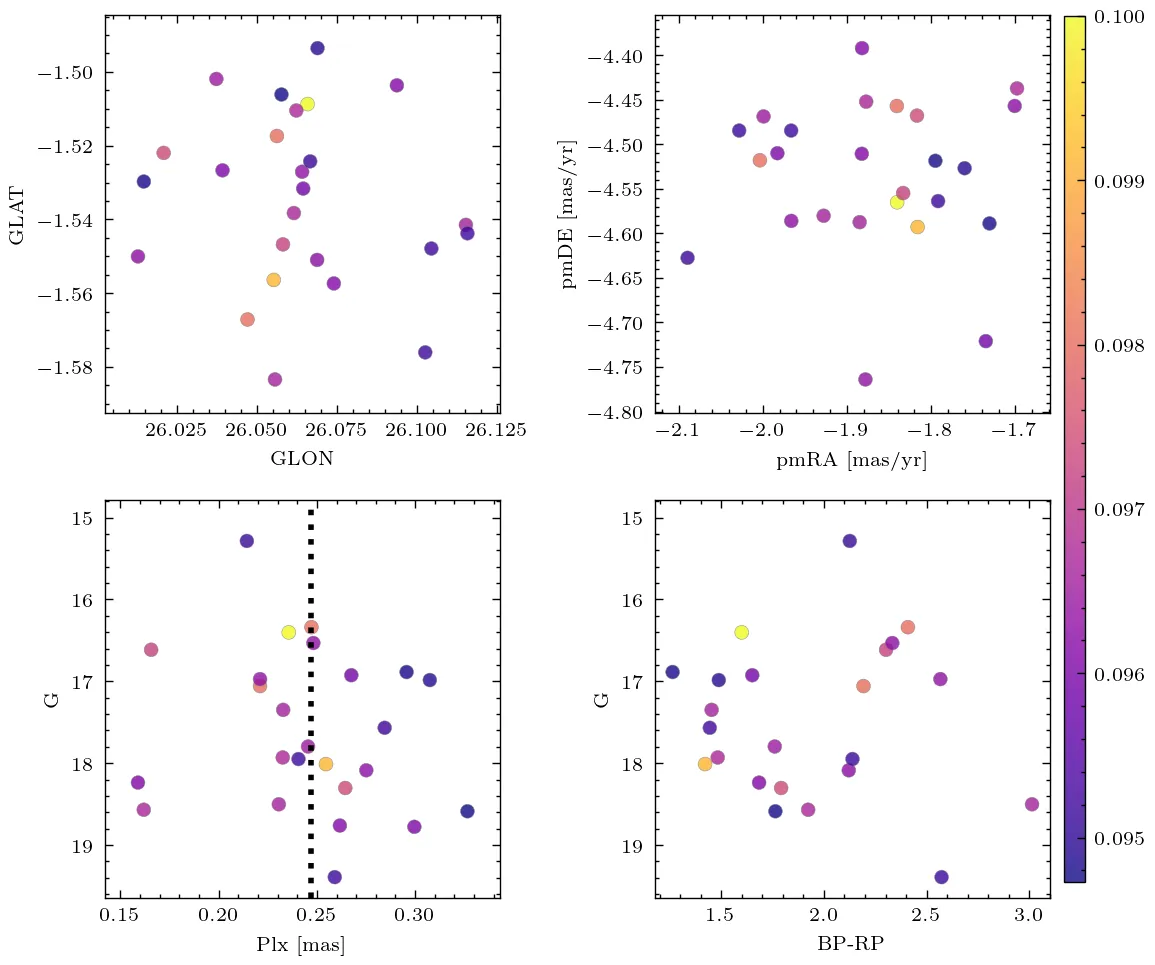 −1.50
−1.52
−1.54
−1.56
−1.58
GLAT
26.025 26.050 26.075 26.100 26.125
GLON
−4.40
−4.45
−4.50
−4.55
−4.60
−4.65
−4.70
−4.75
−4.80
pmDE [mas/yr]
−2.1 −2.0 −1.9 −1.8 −1.7
pmRA [mas/yr]
15
16
17
18
19
G
0.15 0.20 0.25 0.30
Plx [mas]
15
16
17
18
19
G
1.5 2.0 2.5 3.0
BP-RP
0.100
0.099
0.098
0.097
0.096
0.095